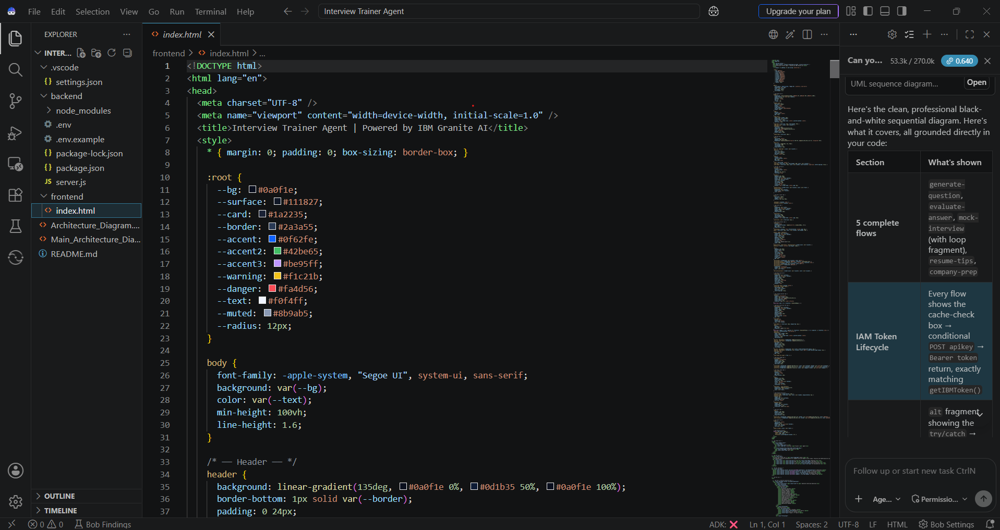 File Edit Selection View Go Run Terminal Help
Interview Trainer Agent
Upgrade your plan
EXPLORER
INTER...
.vscode
{} settings.json
backend
node_modules
.env
.env.example
{} package-lock.json
{} package.json
JS server.js
frontend
<> index.html
<> Architecture_Diagram....
<> Main_Architecture_Dia...
README.md
OUTLINE
TIMELINE
<> index.html
frontend > <> index.html > ...
1 <!DOCTYPE html>
2 <html lang="en">
3 <head>
4 <meta charset="UTF-8" />
5 <meta name="viewport" content="width=device-width, initial-scale=1.0" />
6 <title>Interview Trainer Agent | Powered by IBM Granite AI</title>
7 <style>
8 * { margin: 0; padding: 0; box-sizing: border-box; }
9
10 :root {
11 --bg: #0a0f1e;
12 --surface: #111827;
13 --card: #1a2235;
14 --border: #2a3a55;
15 --accent: #0f62fe;
16 --accent2: #42be65;
17 --accent3: #be95ff;
18 --warning: #f1c21b;
19 --danger: #fa4d56;
20 --text: #f0f4ff;
21 --muted: #8b9ab5;
22 --radius: 12px;
23 }
24
25 body {
26 font-family: -apple-system, "Segoe UI", system-ui, sans-serif;
27 background: var(--bg);
28 color: var(--text);
29 min-height: 100vh;
30 line-height: 1.6;
31 }
32
33 /* — Header — */
34 header {
35 background: linear-gradient(135deg, #0a0f1e 0%, #0d1b35 50%, #0a0f1e 100%);
36 border-bottom: 1px solid var(--border);
37 padding: 0 24px;
Can yo... 53.3k / 270.0k 0.640
UML sequence diagram... Open
Here's the clean, professional black-
and-white sequential diagram. Here's
what it covers, all grounded directly in
your code:
Section What's shown
5 complete
flows
generate-
question,
evaluate-
answer, mock-
interview
(with loop
fragment),
resume-tips,
company-prep
IAM Token
Lifecycle
Every flow
shows the
cache-check
box →
conditional
POST apikey →
Bearer token
return, exactly
matching
getIBMToken()
alt fragment
showing the
try/catch →
Follow up or start new task CtrlN
Age... Permissio...
0 0 Bob Findings
ADK: ❌ Ln 1, Col 1 Spaces: 2 UTF-8 LF HTML Bob Settings